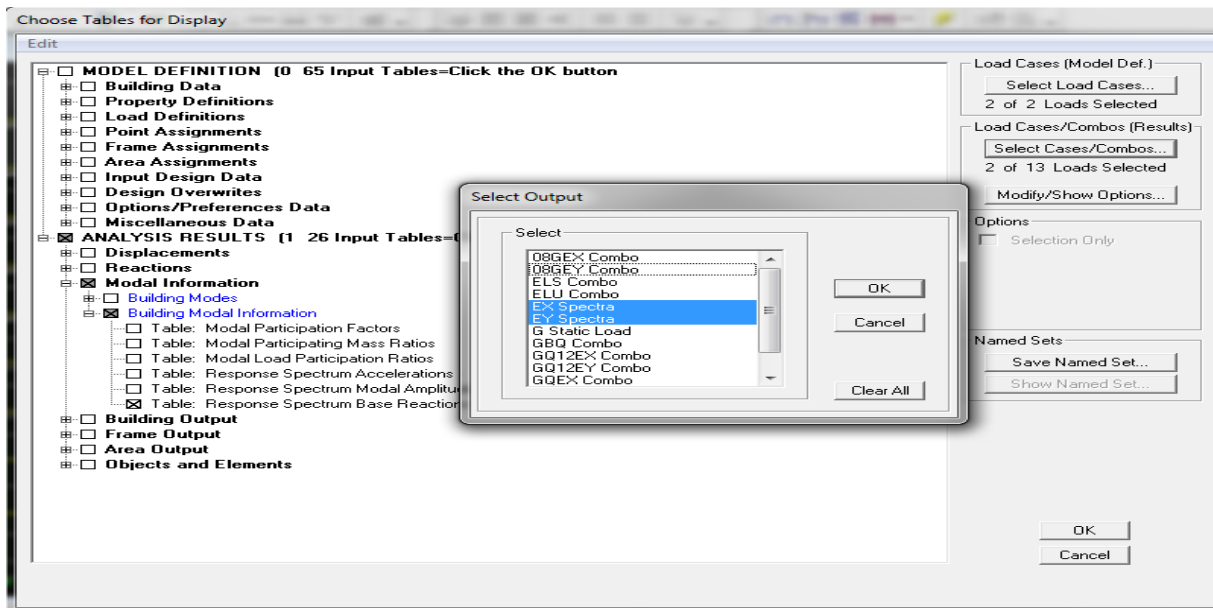 Choose Tables for Display
Edit
MODEL DEFINITION (0 65 Input Tables=Click the OK button
Building Data
Property Definitions
Load Definitions
Point Assignments
Frame Assignments
Area Assignments
Input Design Data
Design Overwrites
Options/Preferences Data
Miscellaneous Data
ANALYSIS RESULTS (1 26 Input Tables=
Displacements
Reactions
Modal Information
Building Modes
Building Modal Information
Table: Modal Participation Factors
Table: Modal Participating Mass Ratios
Table: Modal Load Participation Ratios
Table: Response Spectrum Accelerations
Table: Response Spectrum Modal Amplitu
Table: Response Spectrum Base Reaction
Building Output
Frame Output
Area Output
Objects and Elements
Select Output
Select
08GEX Combo
08GEY Combo
ELS Combo
ELU Combo
EX Spectra
EY Spectra
G Static Load
GBQ Combo
GQ12EX Combo
GQ12EY Combo
GQEX Combo
OK
Cancel
Clear All
Load Cases (Model Def.)
Select Load Cases...
2 of 2 Loads Selected
Load Cases/Combos (Results)
Select Cases/Combos...
2 of 13 Loads Selected
Modify/Show Options...
Options
Selection Only
Named Sets
Save Named Set...
Show Named Set...
OK
Cancel